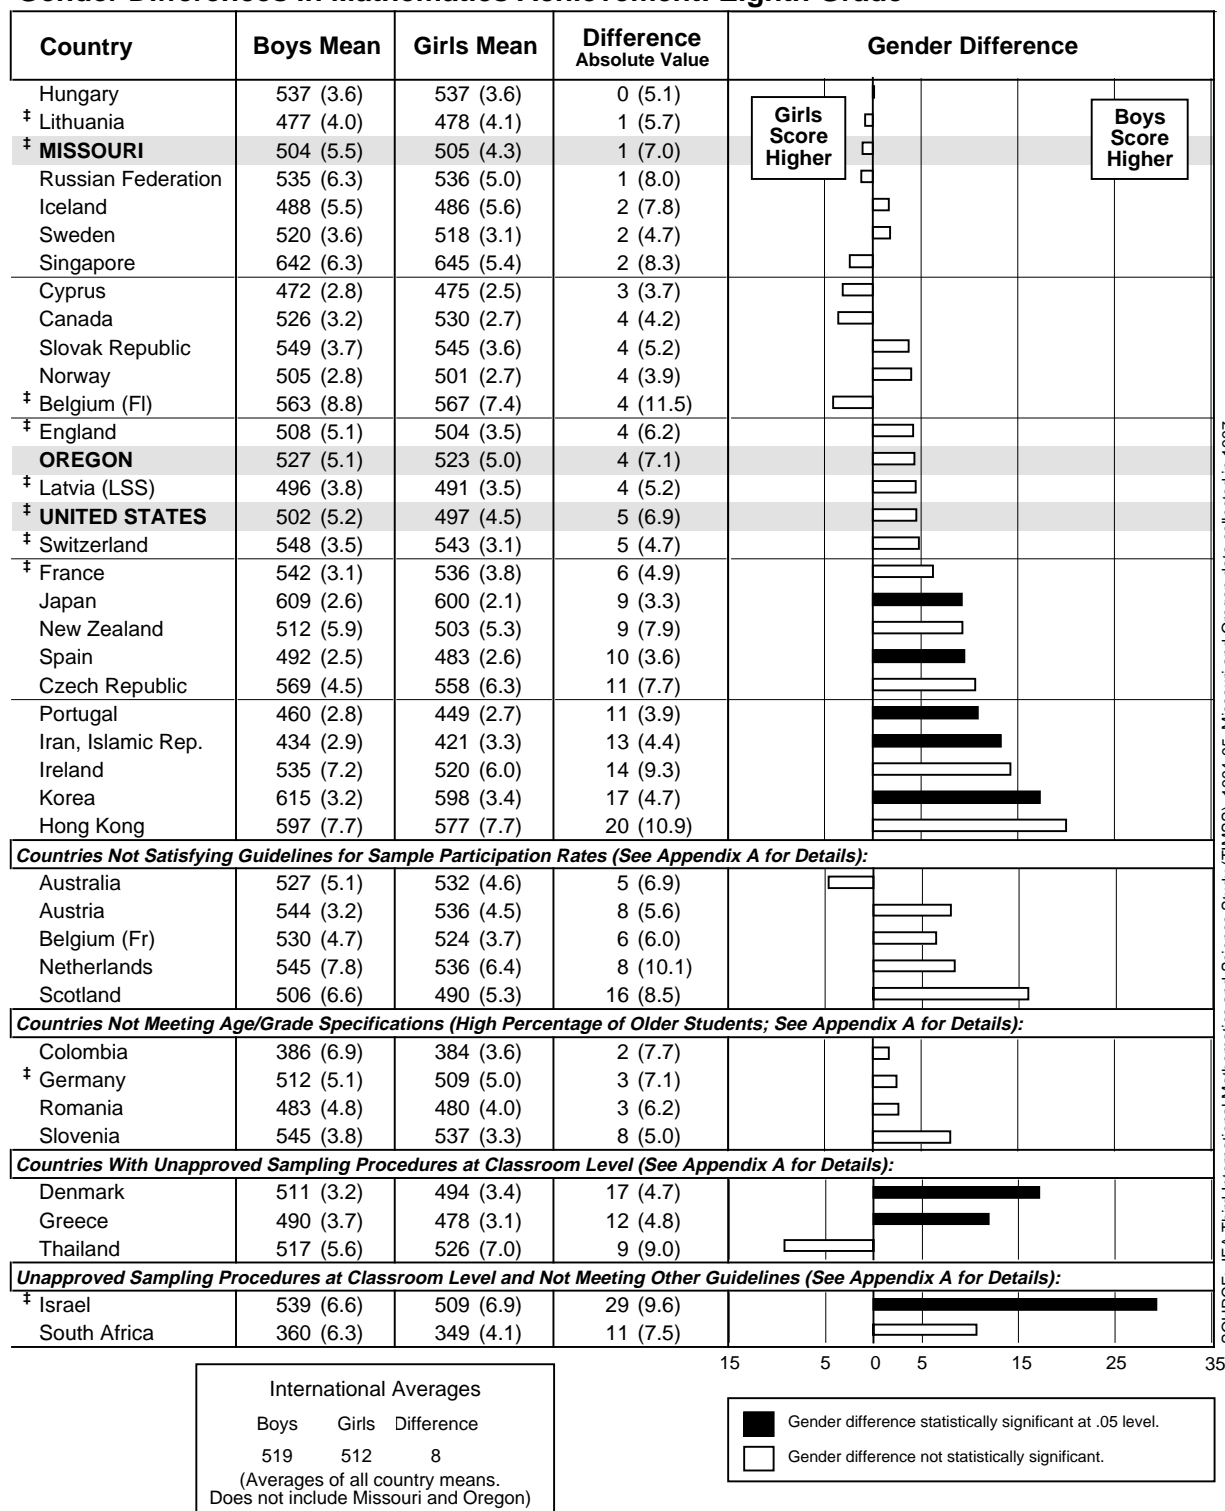 Country Boys Mean Girls Mean Difference Absolute Value Gender Difference
Girls Score Higher
Boys Score Higher
Hungary 537 (3.6) 537 (3.6) 0 (5.1)
‡ Lithuania 477 (4.0) 478 (4.1) 1 (5.7)
‡ MISSOURI 504 (5.5) 505 (4.3) 1 (7.0)
Russian Federation 535 (6.3) 536 (5.0) 1 (8.0)
Iceland 488 (5.5) 486 (5.6) 2 (7.8)
Sweden 520 (3.6) 518 (3.1) 2 (4.7)
Singapore 642 (6.3) 645 (5.4) 2 (8.3)
Cyprus 472 (2.8) 475 (2.5) 3 (3.7)
Canada 526 (3.2) 530 (2.7) 4 (4.2)
Slovak Republic 549 (3.7) 545 (3.6) 4 (5.2)
Norway 505 (2.8) 501 (2.7) 4 (3.9)
‡ Belgium (Fl) 563 (8.8) 567 (7.4) 4 (11.5)
‡ England 508 (5.1) 504 (3.5) 4 (6.2)
OREGON 527 (5.1) 523 (5.0) 4 (7.1)
‡ Latvia (LSS) 496 (3.8) 491 (3.5) 4 (5.2)
‡ UNITED STATES 502 (5.2) 497 (4.5) 5 (6.9)
‡ Switzerland 548 (3.5) 543 (3.1) 5 (4.7)
‡ France 542 (3.1) 536 (3.8) 6 (4.9)
Japan 609 (2.6) 600 (2.1) 9 (3.3)
New Zealand 512 (5.9) 503 (5.3) 9 (7.9)
Spain 492 (2.5) 483 (2.6) 10 (3.6)
Czech Republic 569 (4.5) 558 (6.3) 11 (7.7)
Portugal 460 (2.8) 449 (2.7) 11 (3.9)
Iran, Islamic Rep. 434 (2.9) 421 (3.3) 13 (4.4)
Ireland 535 (7.2) 520 (6.0) 14 (9.3)
Korea 615 (3.2) 598 (3.4) 17 (4.7)
Hong Kong 597 (7.7) 577 (7.7) 20 (10.9)
Countries Not Satisfying Guidelines for Sample Participation Rates (See Appendix A for Details):
Australia 527 (5.1) 532 (4.6) 5 (6.9)
Austria 544 (3.2) 536 (4.5) 8 (5.6)
Belgium (Fr) 530 (4.7) 524 (3.7) 6 (6.0)
Netherlands 545 (7.8) 536 (6.4) 8 (10.1)
Scotland 506 (6.6) 490 (5.3) 16 (8.5)
Countries Not Meeting Age/Grade Specifications (High Percentage of Older Students; See Appendix A for Details):
Colombia 386 (6.9) 384 (3.6) 2 (7.7)
‡ Germany 512 (5.1) 509 (5.0) 3 (7.1)
Romania 483 (4.8) 480 (4.0) 3 (6.2)
Slovenia 545 (3.8) 537 (3.3) 8 (5.0)
Countries With Unapproved Sampling Procedures at Classroom Level (See Appendix A for Details):
Denmark 511 (3.2) 494 (3.4) 17 (4.7)
Greece 490 (3.7) 478 (3.1) 12 (4.8)
Thailand 517 (5.6) 526 (7.0) 9 (9.0)
Unapproved Sampling Procedures at Classroom Level and Not Meeting Other Guidelines (See Appendix A for Details):
‡ Israel 539 (6.6) 509 (6.9) 29 (9.6)
South Africa 360 (6.3) 349 (4.1) 11 (7.5)
15 5 0 5 15 25 35
International Averages
Boys Girls Difference
519 512 8
(Averages of all country means.
Does not include Missouri and Oregon)
Gender difference statistically significant at .05 level.
Gender difference not statistically significant.